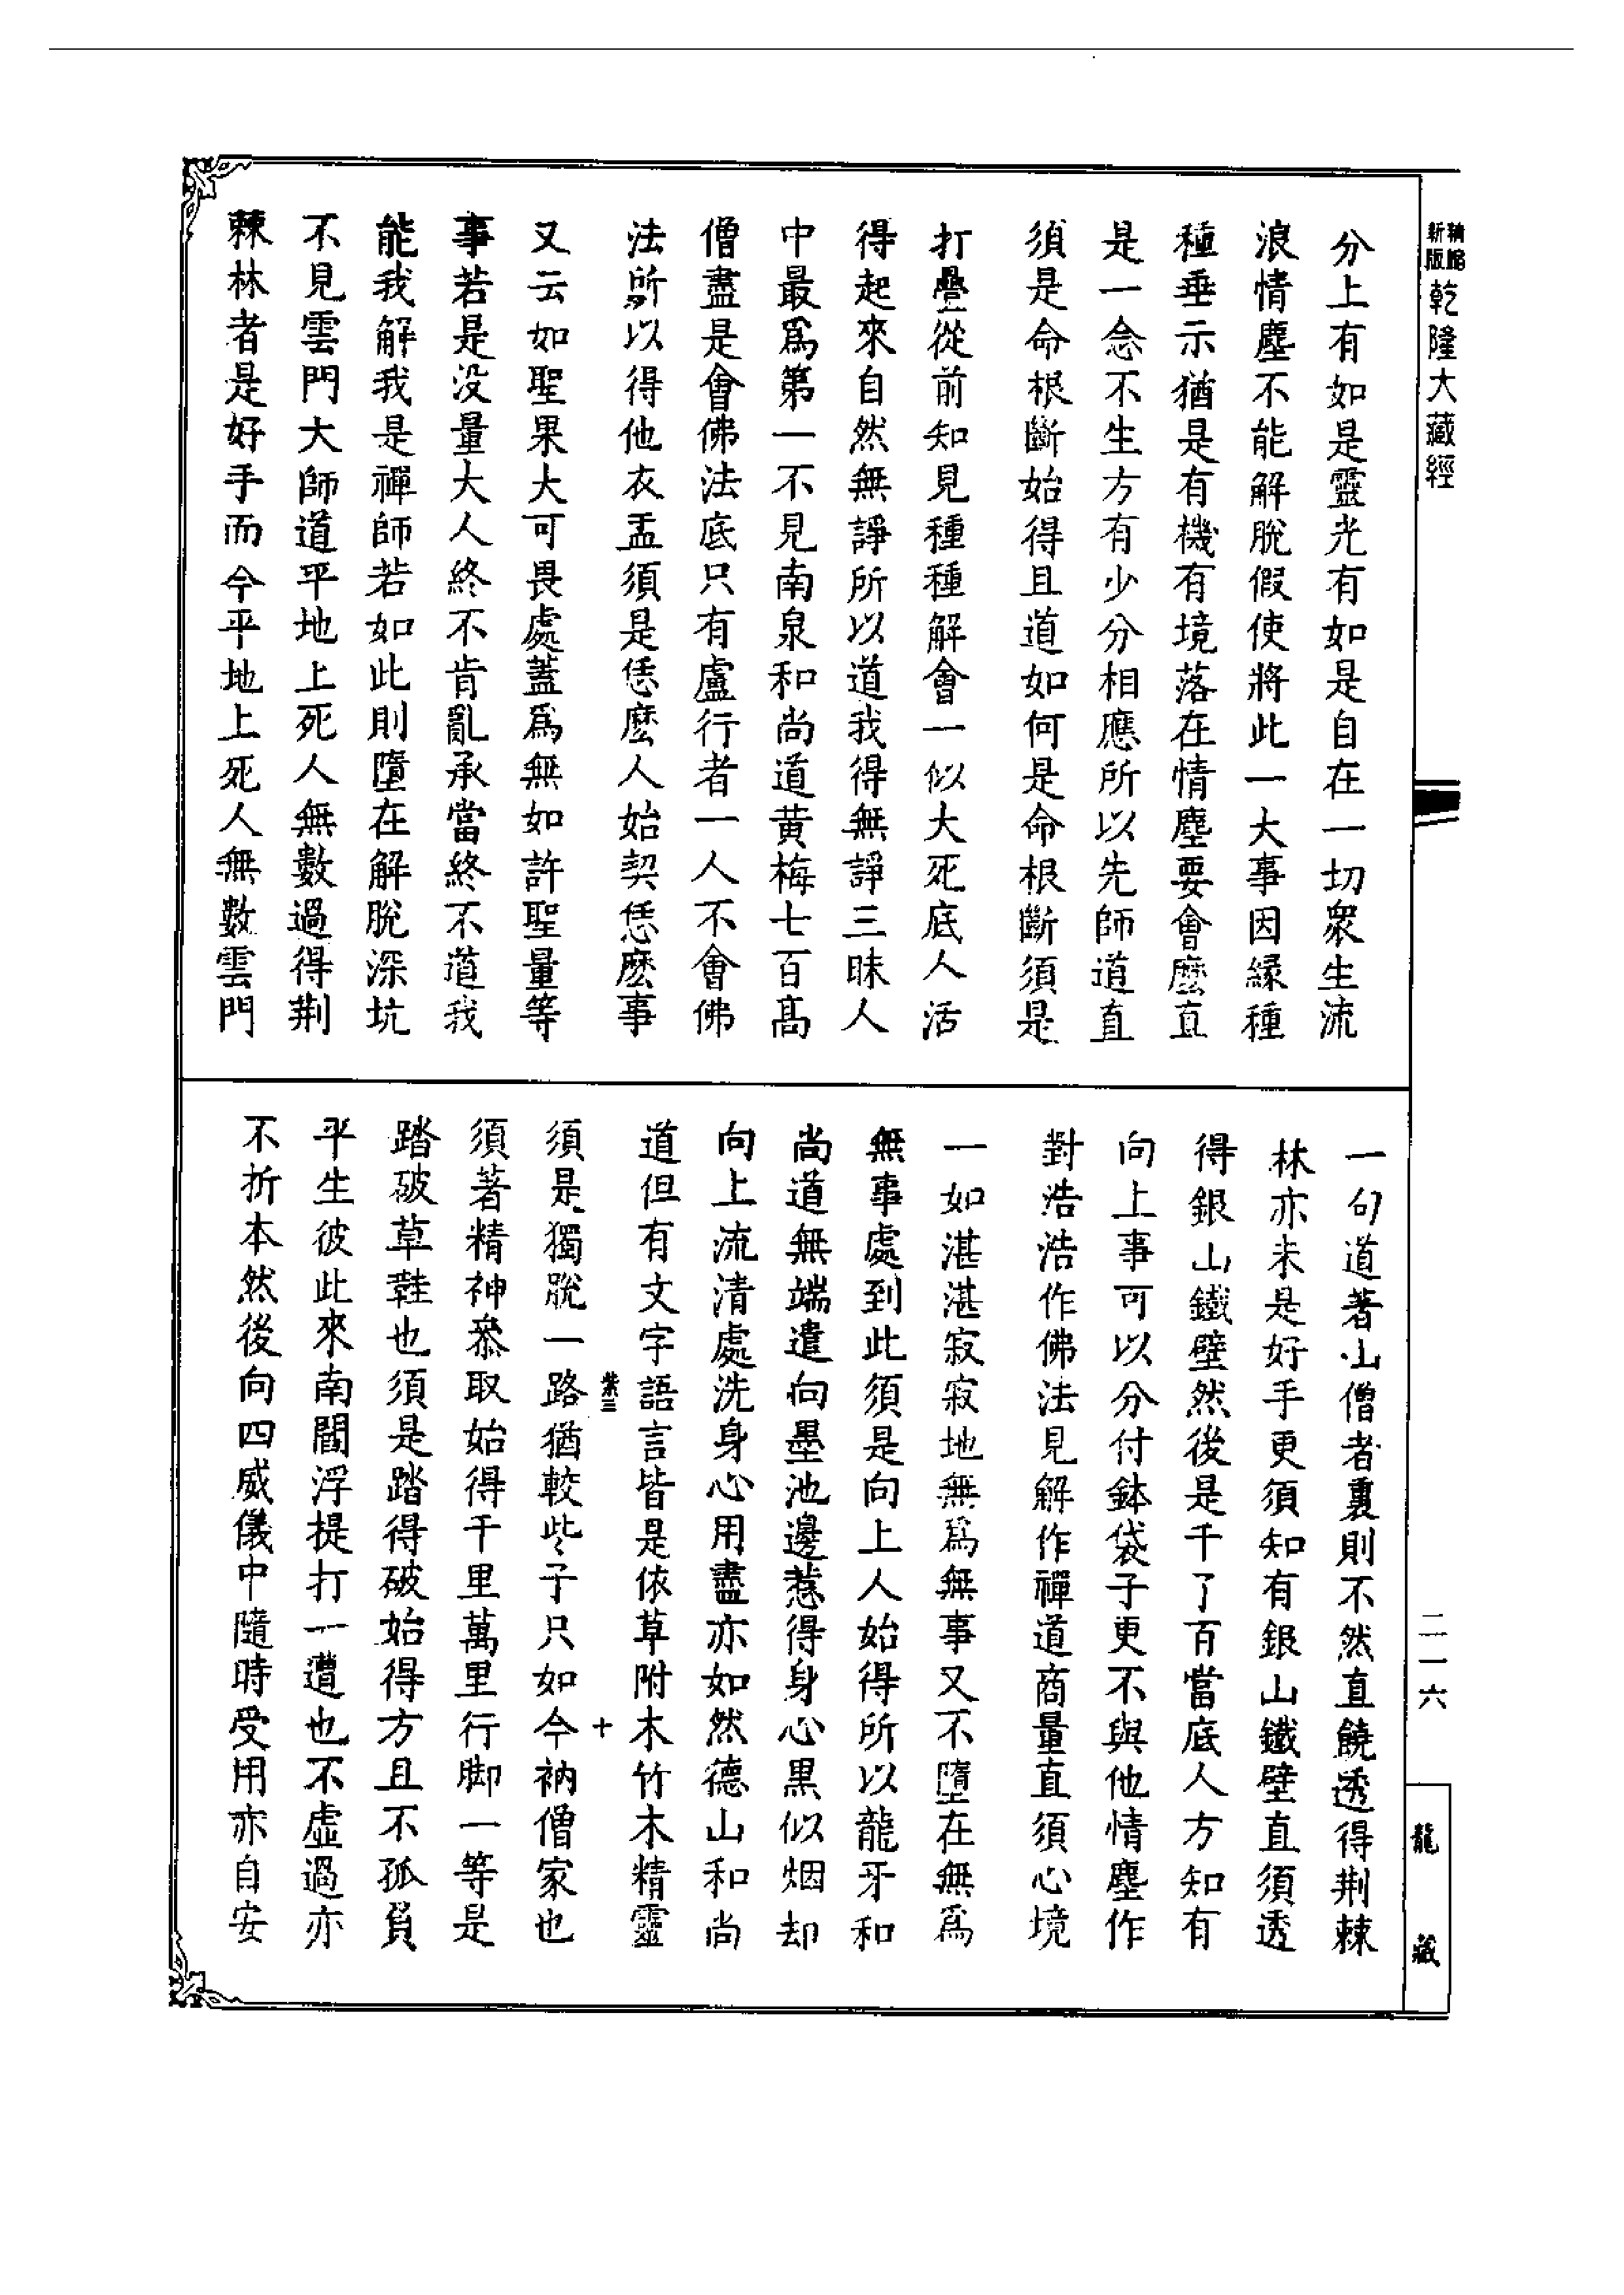 精縮
新版
乾隆大藏經
分上有如是靈光有如是自在一切衆生流
浪情塵不能解脫假使將此一大事因緣種
種垂示猶是有機有境落在情塵要會麼直
是一念不生方有少分相應所以先師道直
須是命根斷始得且道如何是命根斷須是
打疊從前知見種種解會一似大死底人活
得起來自然無諍所以道我得無諍三昧人
中最爲第一不見南泉和尚道黃梅七百高
僧盡是會佛法底只有盧行者一人不會佛
法所以得他衣盂須是恁麼人始契恁麼事
又云如聖果大可畏處蓋爲無如許聖量等
事若是沒量大人終不肯亂承當終不道我
能我解我是禪師若如此則墮在解脫深坑
不見雲門大師道平地上死人無數過得荆
棘林者是好手而今平地上死人無數雲門
一句道著山僧者裏則不然直饒透得荆棘
林亦未是好手更須知有銀山鐵壁直須透
得銀山鐵壁然後是千了百當底人方知有
向上事可以分付鉢袋子更不與他情塵作
對浩浩作佛法見解作禪道商量直須心境
一如湛湛寂寂地無爲無事又不墮在無爲
無事處到此須是向上人始得所以龍牙和
尚道無端遣向墨池邊惹得身心黑似烟却
向上流清處洗身心用盡亦如然德山和尚
道但有文字語言皆是依草附木竹木精靈
紫三
十
須是獨脫一路猶較些子只如今衲僧家也
須著精神叅取始得千里萬里行脚一等是
踏破草鞋也須是踏得破始得方且不孤負
平生彼此來南閻浮提打一遭也不虛過亦
不折本然後向四威儀中隨時受用亦自安
二一六
龍藏